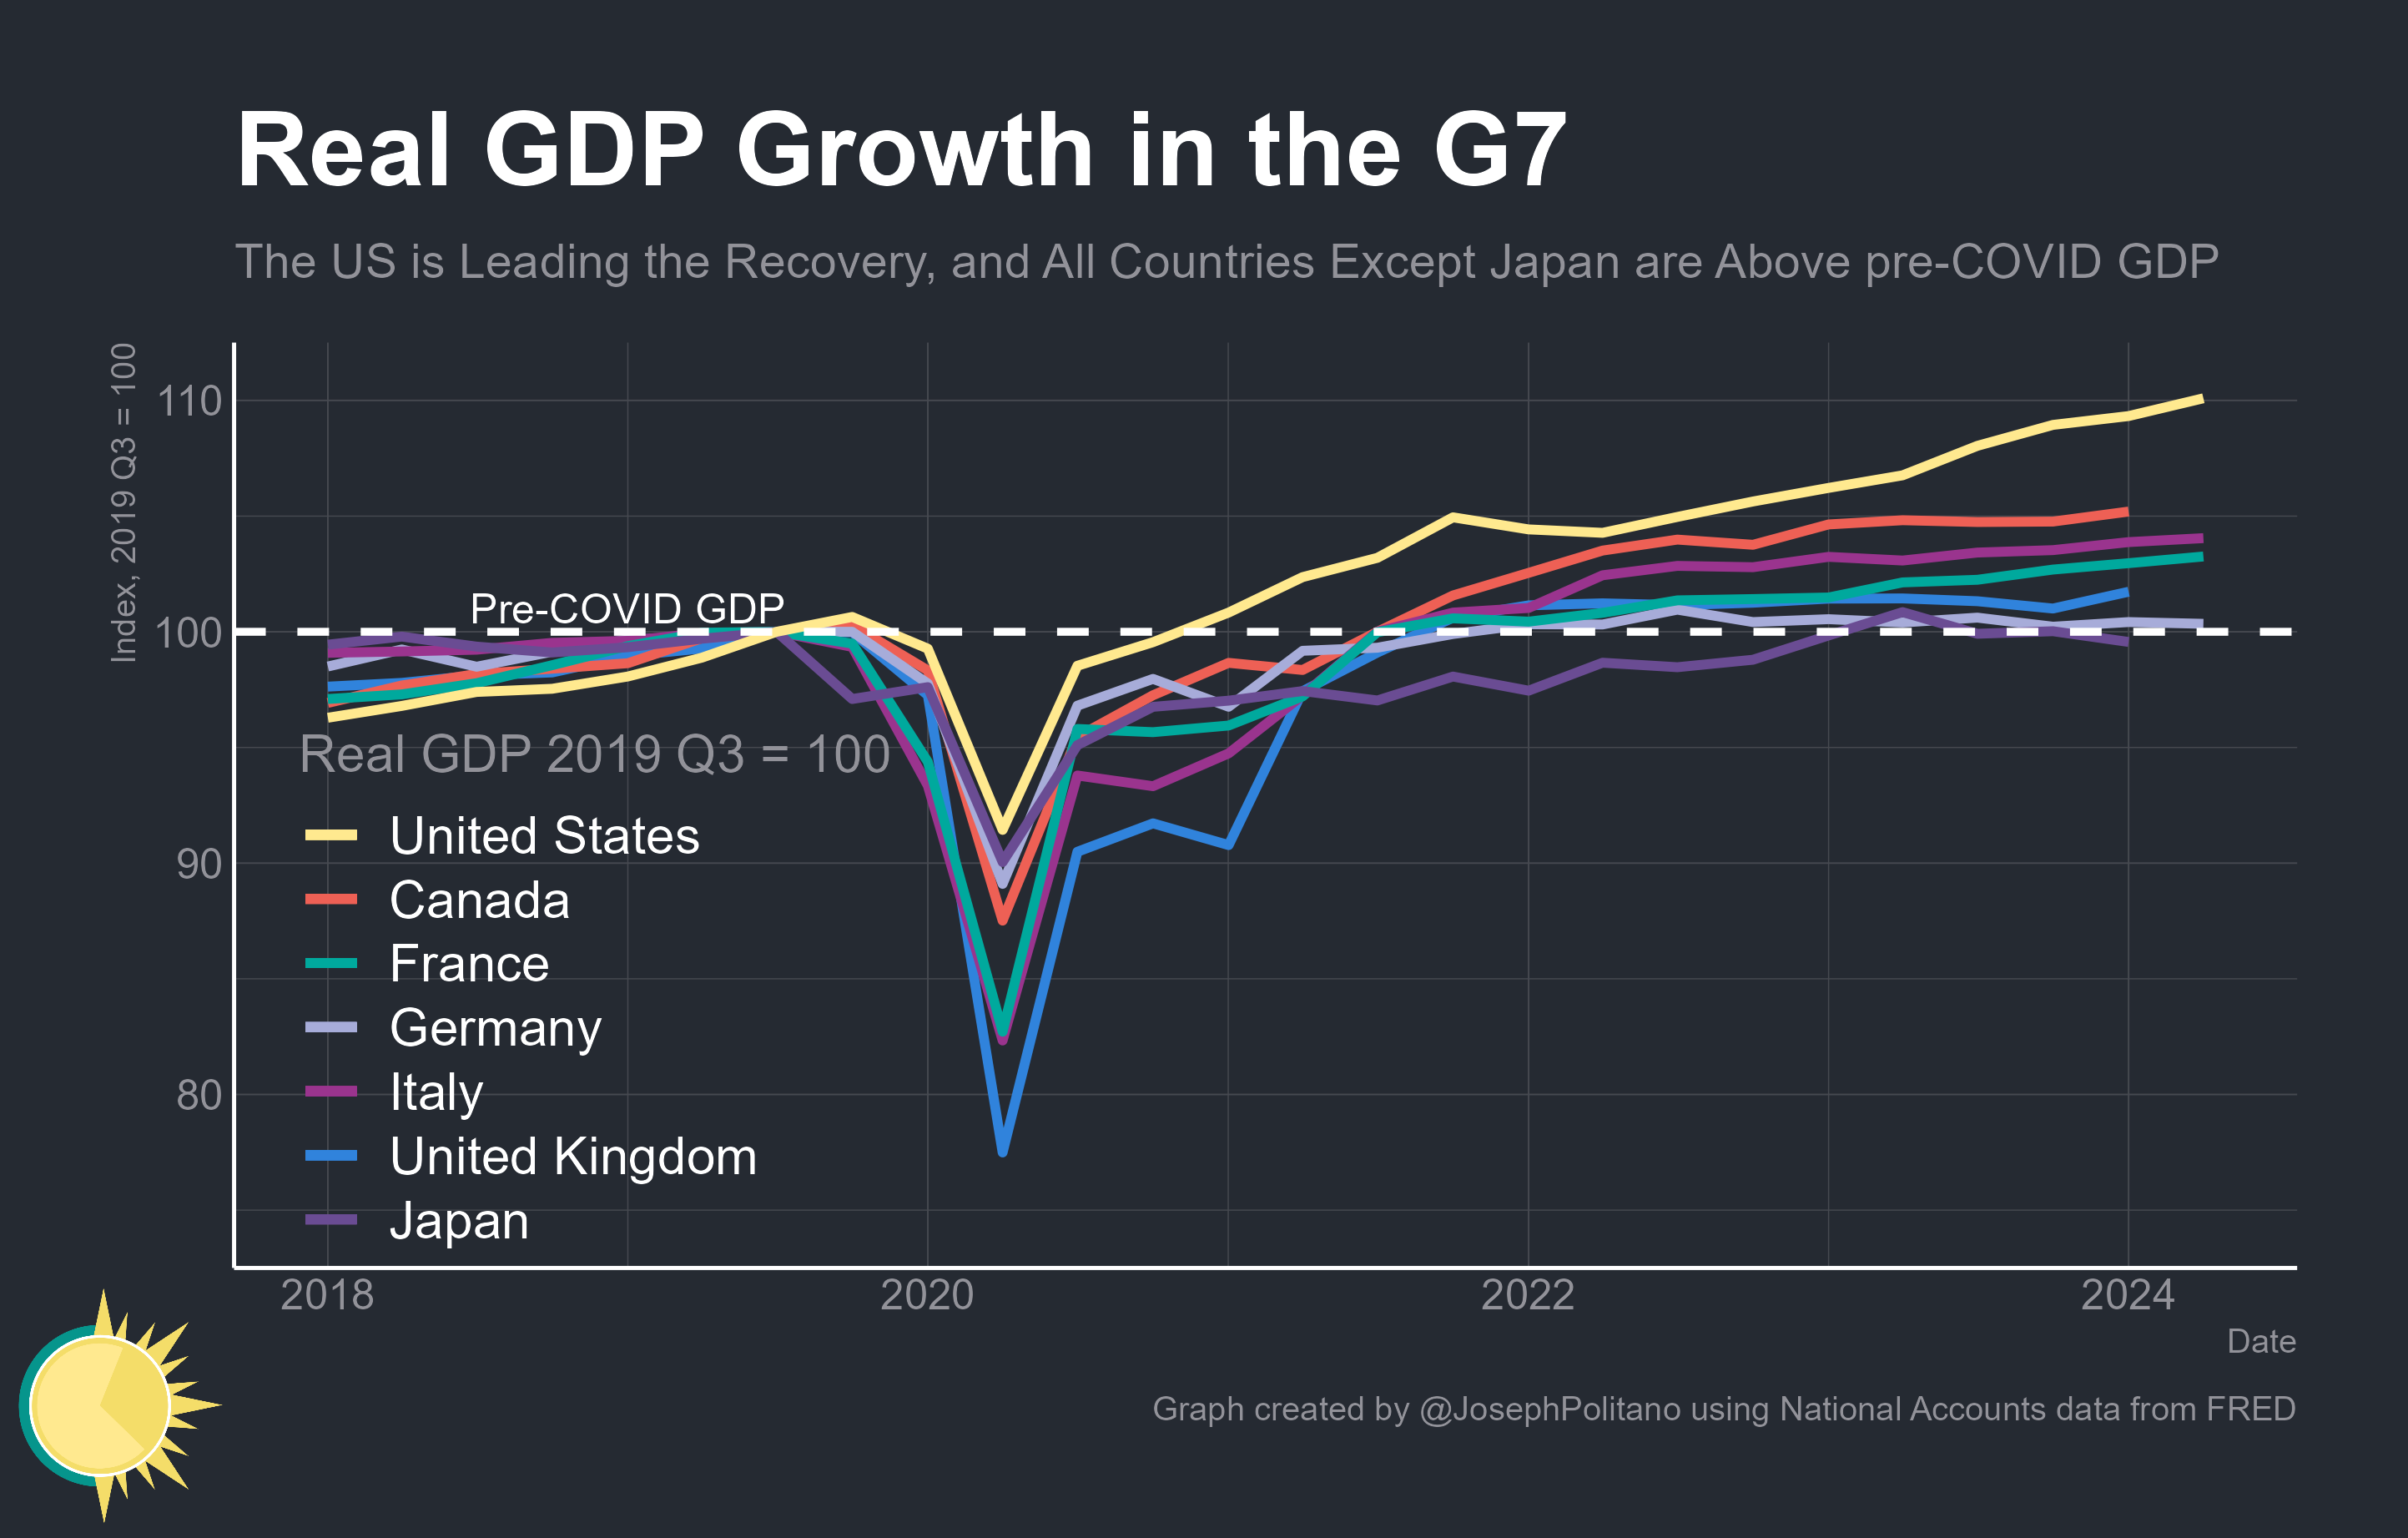 Real GDP Growth in the G7
The US is Leading the Recovery, and All Countries Except Japan are Above pre-COVID GDP
Index, 2019 Q3 = 100
110
100
90
80
Pre-COVID GDP
Real GDP 2019 Q3 = 100
United States
Canada
France
Germany
Italy
United Kingdom
Japan
2018
2020
2022
2024
Date
Graph created by @JosephPolitano using National Accounts data from FRED